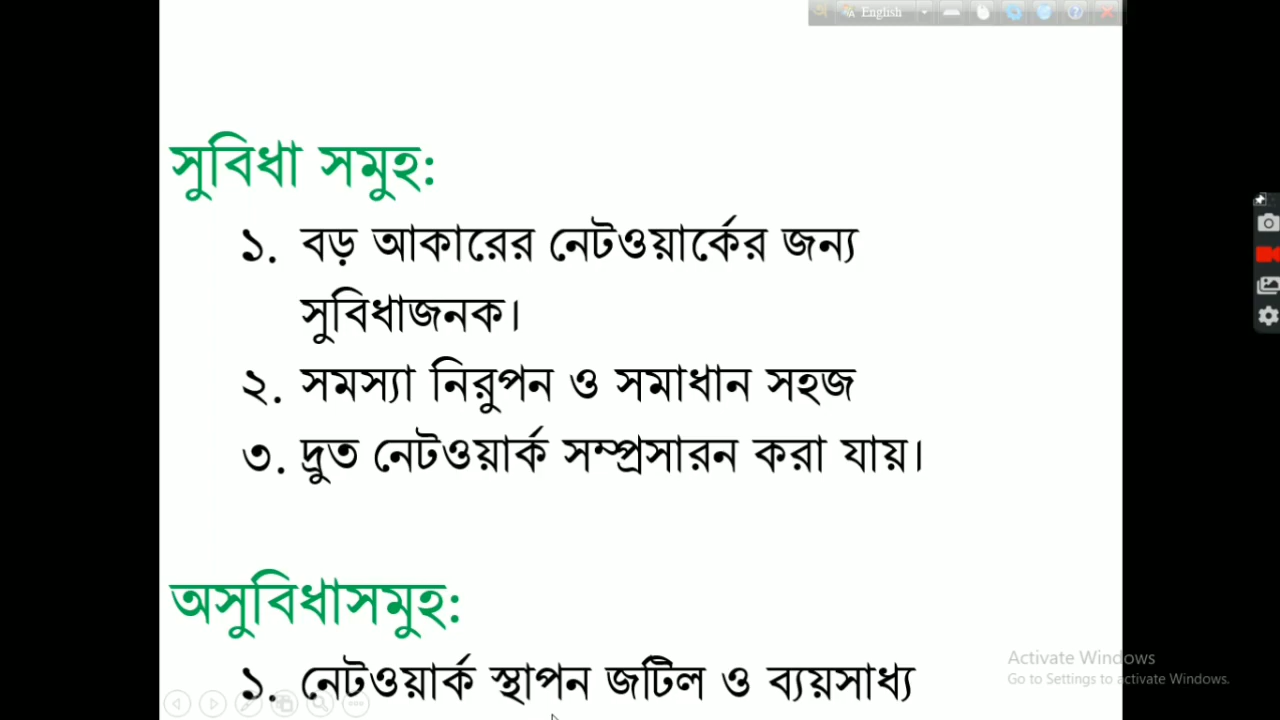 English
সুবিধা সমুহ:
১. বড় আকারের নেটওয়ার্কের জন্য
সুবিধাজনক।
২. সমস্যা নিরুপন ও সমাধান সহজ
৩. দ্রুত নেটওয়ার্ক সম্প্রসারন করা যায়।
অসুবিধাসমুহ:
১. নেটওয়ার্ক স্থাপন জটিল ও ব্যয়সাধ্য
Activate Windows
Go to Settings to activate Windows.